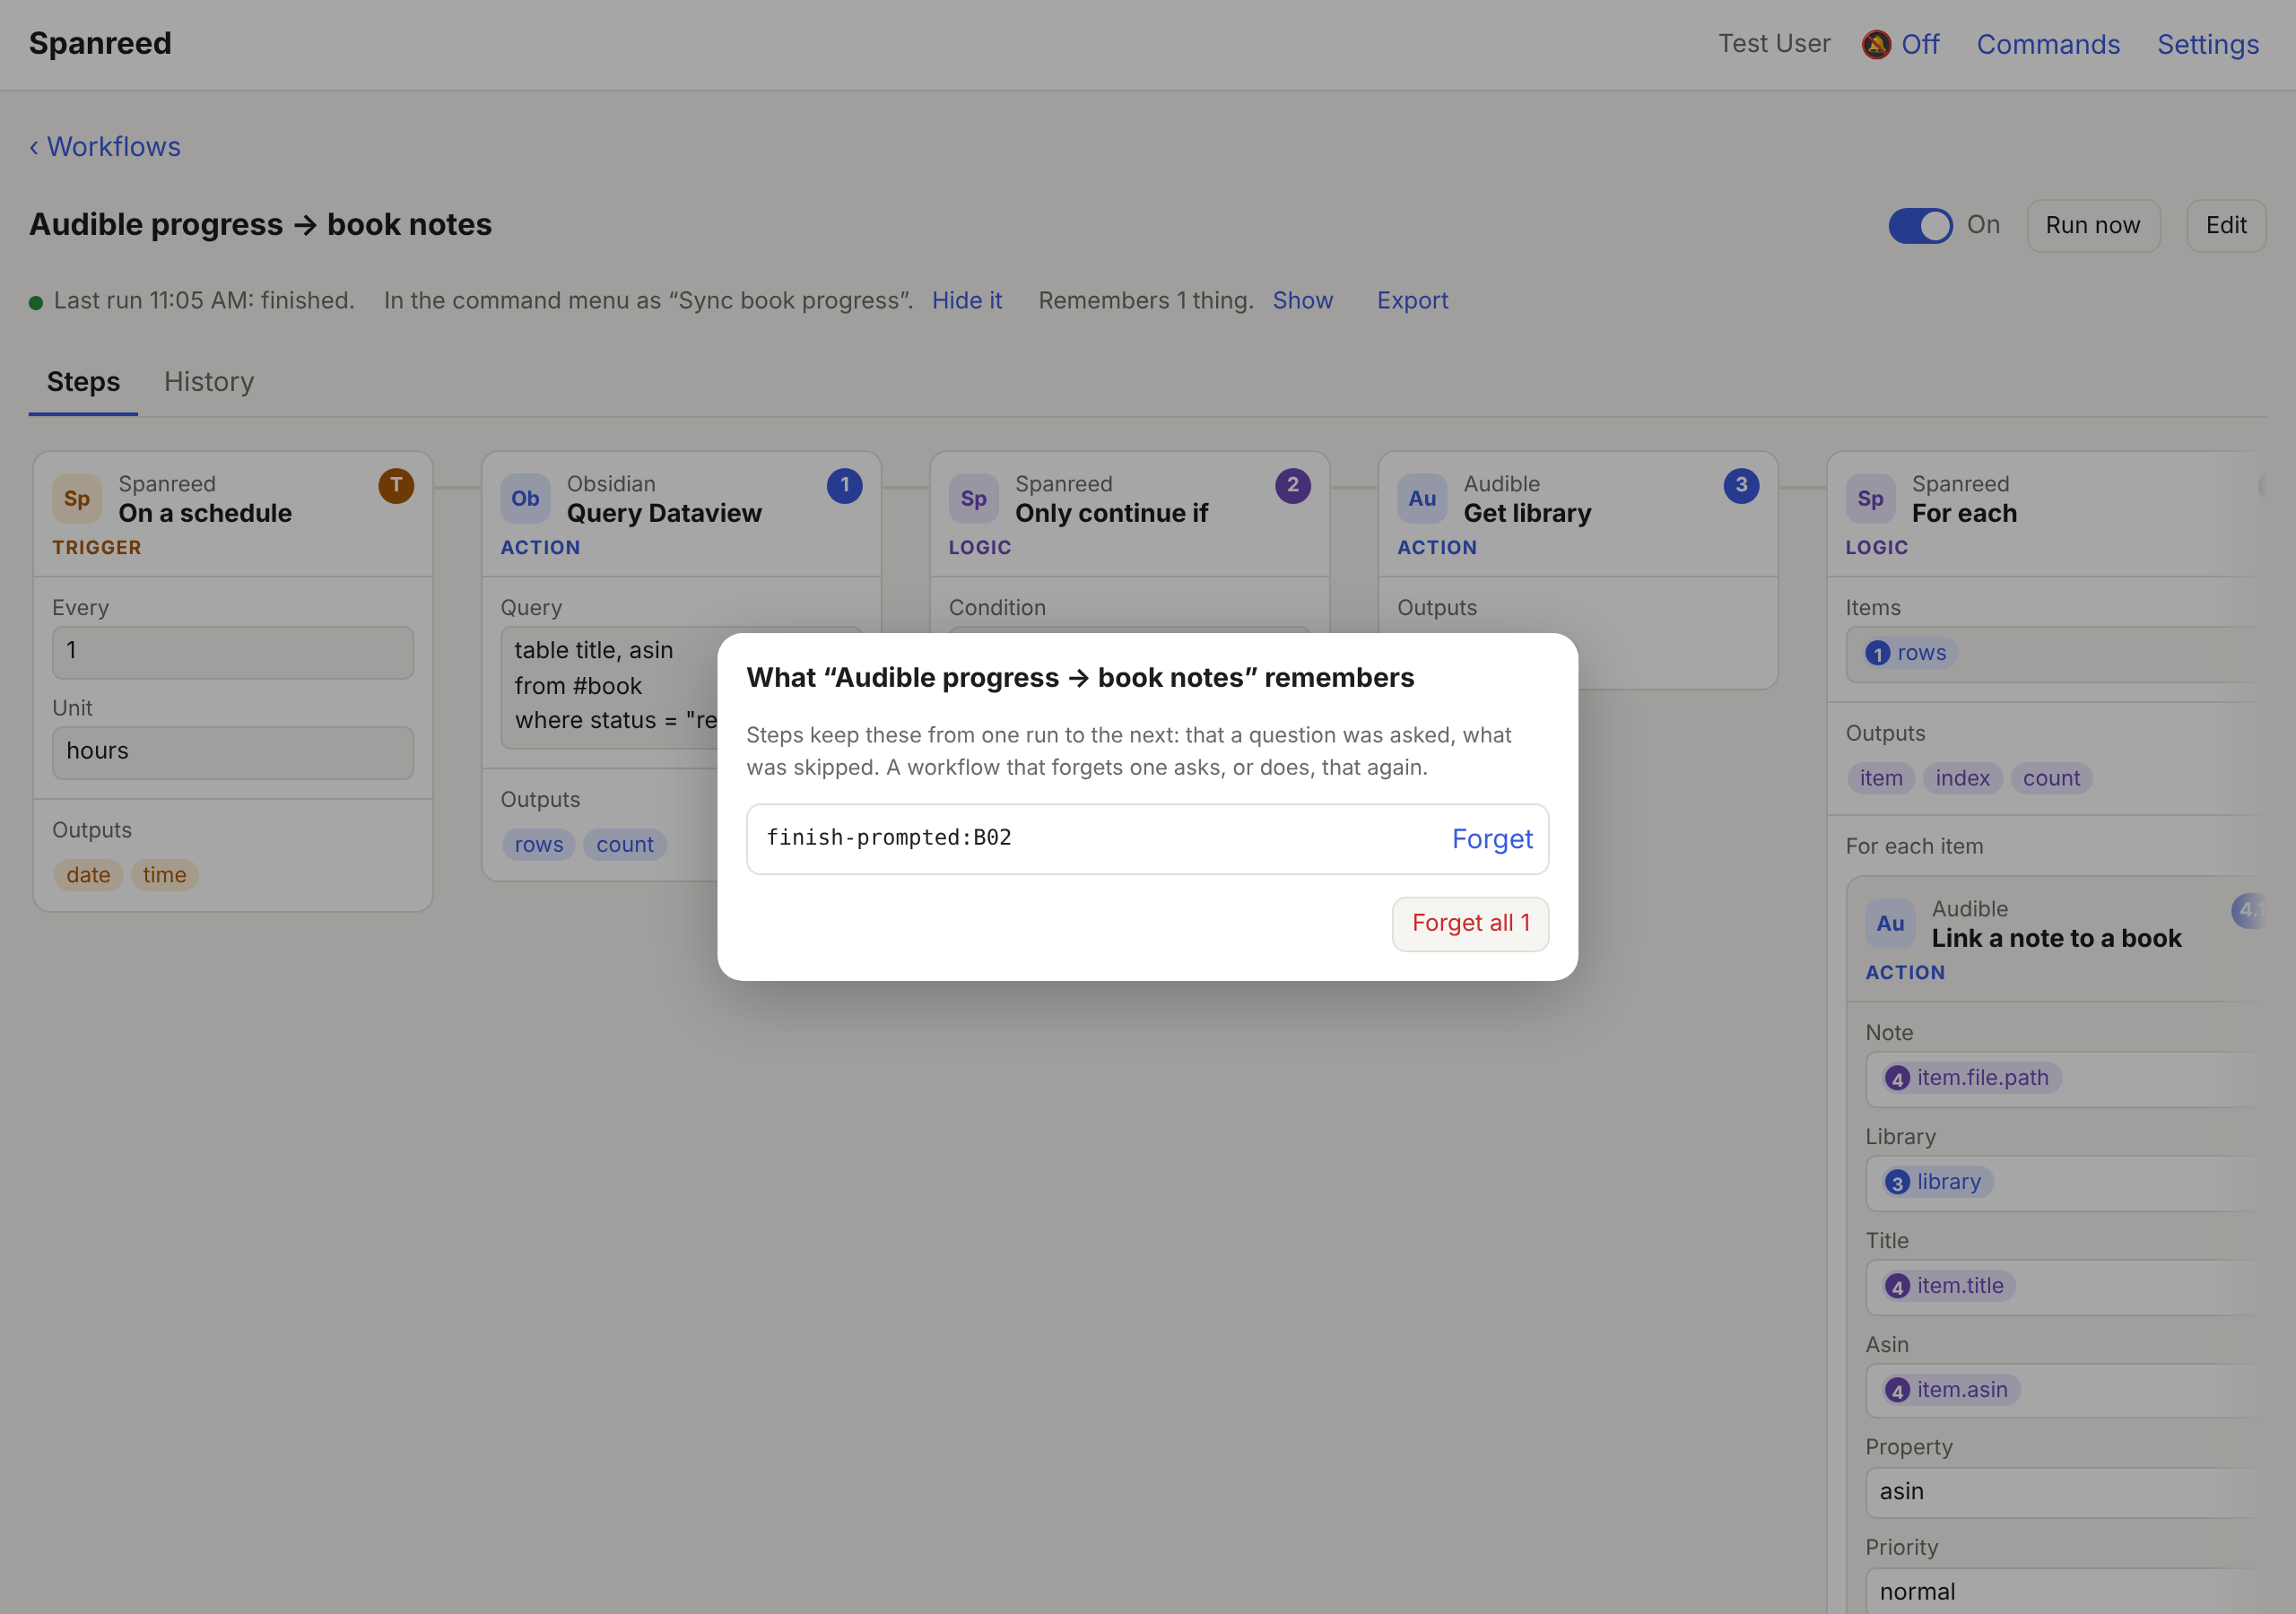 Spanreed
Test User
Off
Commands
Settings
‹ Workflows
Audible progress → book notes
On
Run now
Edit
Last run 11:05 AM: finished.
In the command menu as “Sync book progress”.
Hide it
Remembers 1 thing.
Show
Export
Steps
History
Sp
Spanreed
T
On a schedule
TRIGGER
Every
1
Unit
hours
Outputs
date
time
Ob
Obsidian
1
Query Dataview
ACTION
Query
table title, asin
from #book
where status = "re
Outputs
rows
count
Sp
Spanreed
2
Only continue if
LOGIC
Condition
Au
Audible
3
Get library
ACTION
Outputs
Sp
Spanreed
For each
LOGIC
Items
1 rows
Outputs
item
index
count
For each item
Au
Audible
Link a note to a book
ACTION
Note
4 item.file.path
Library
3 library
Title
4 item.title
Asin
4 item.asin
Property
asin
Priority
normal
What “Audible progress → book notes” remembers
Steps keep these from one run to the next: that a question was asked, what
was skipped. A workflow that forgets one asks, or does, that again.
finish-prompted:B02
Forget
Forget all 1